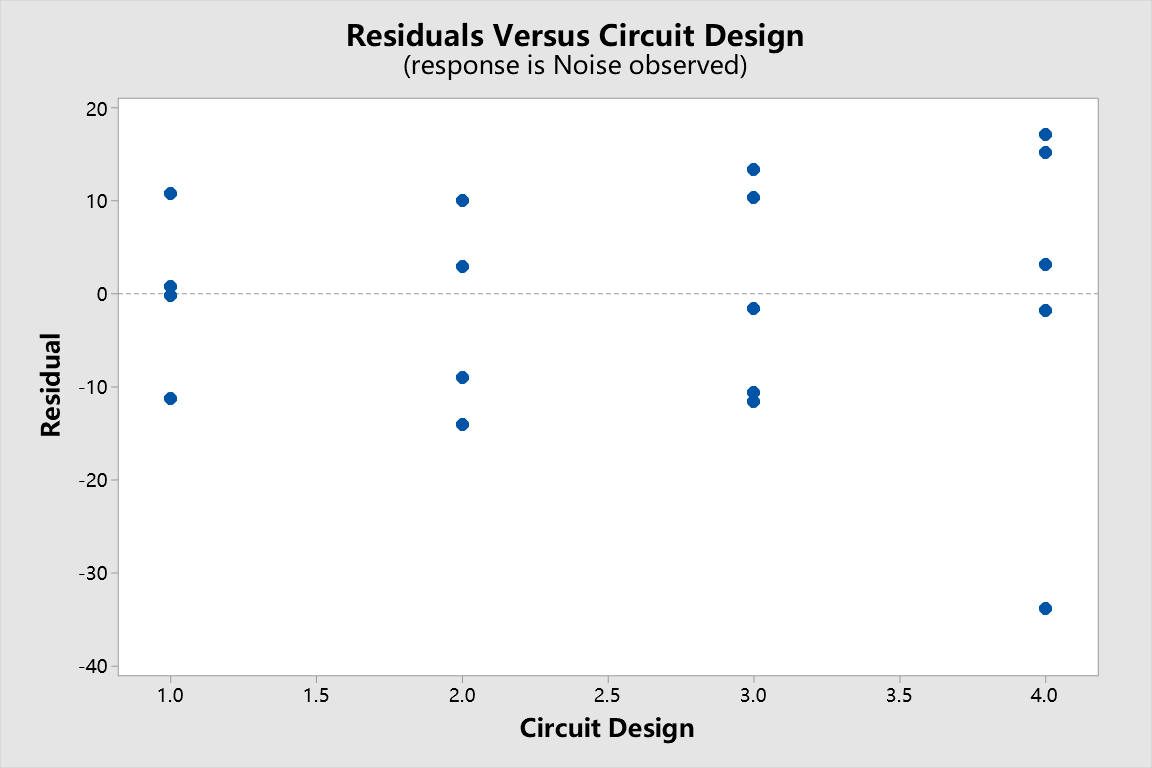 Residuals Versus Circuit Design
(response is Noise observed)
20
10
0
-10
-20
-30
-40
Residual
1.0 1.5 2.0 2.5 3.0 3.5 4.0
Circuit Design